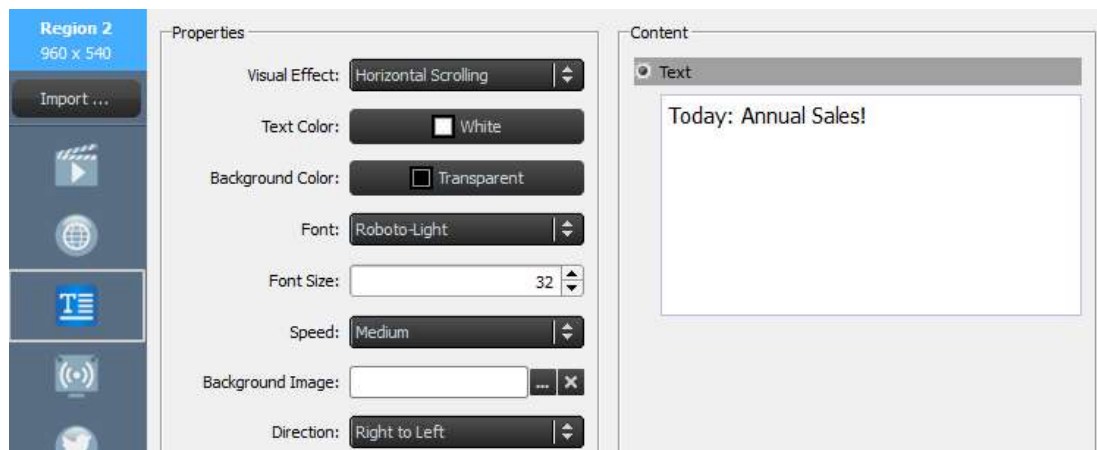 Region 2
960 x 540
Import ...
T
Properties
Visual Effect: Horizontal Scrolling
Text Color: White
Background Color: Transparent
Font: Roboto-Light
Font Size: 32
Speed: Medium
Background Image: ...
Direction: Right to Left
Content
Text
Today: Annual Sales!